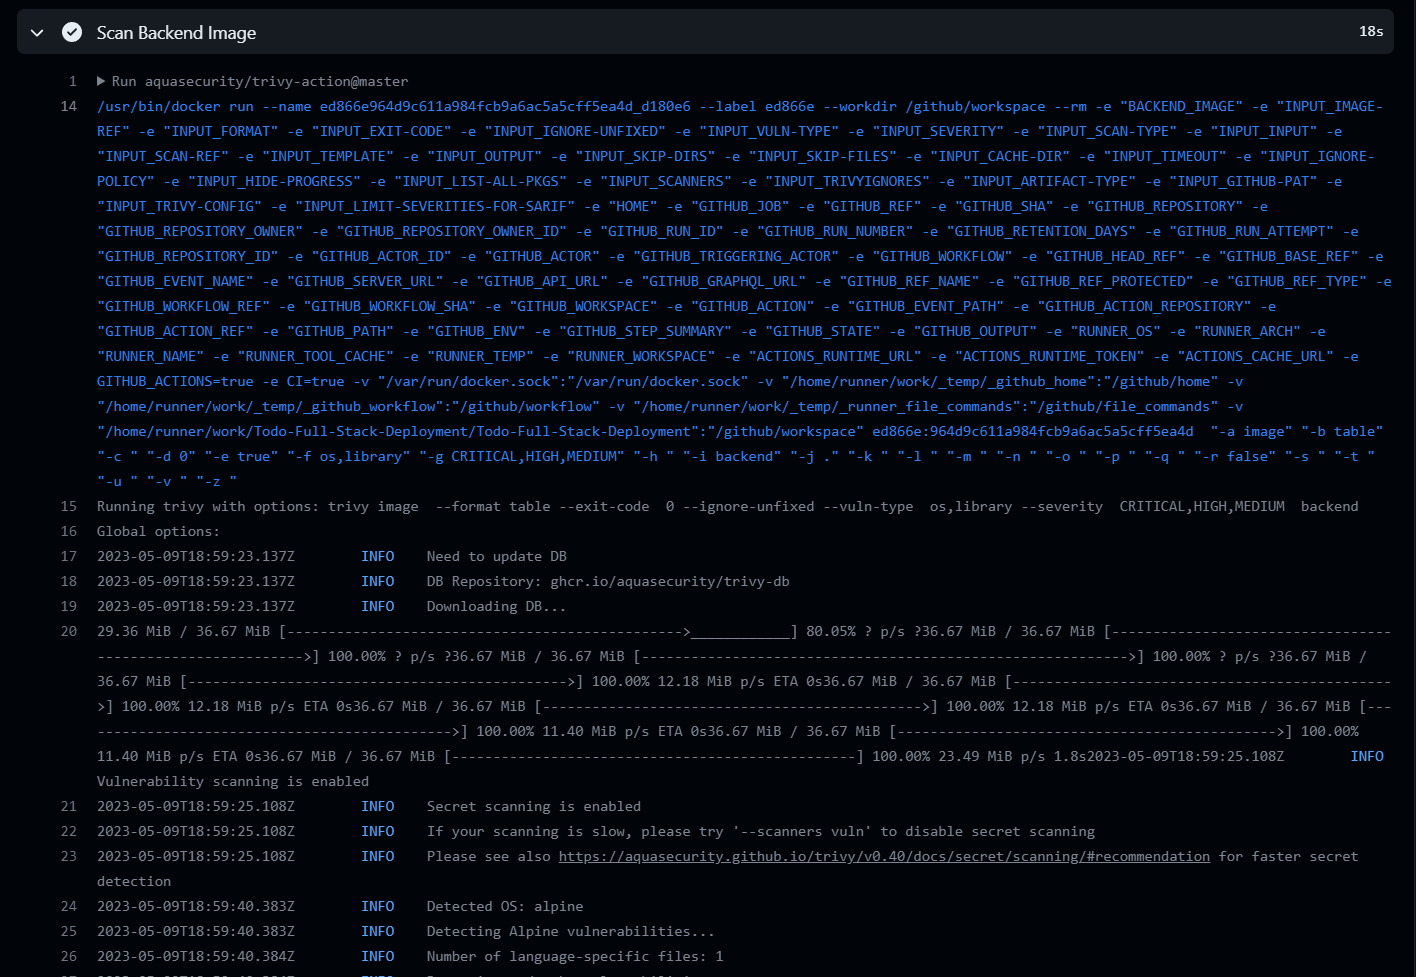 Scan Backend Image 18s
1 Run aquasecurity/trivy-action@master
14 /usr/bin/docker run --name ed866e964d9c611a984fcb9a6ac5a5cff5ea4d_d180e6 --label ed866e --workdir /github/workspace --rm -e "BACKEND_IMAGE" -e "INPUT_IMAGE-
REF" -e "INPUT_FORMAT" -e "INPUT_EXIT-CODE" -e "INPUT_IGNORE-UNFIXED" -e "INPUT_VULN-TYPE" -e "INPUT_SEVERITY" -e "INPUT_SCAN-TYPE" -e "INPUT_INPUT" -e
"INPUT_SCAN-REF" -e "INPUT_TEMPLATE" -e "INPUT_OUTPUT" -e "INPUT_SKIP-DIRS" -e "INPUT_SKIP-FILES" -e "INPUT_CACHE-DIR" -e "INPUT_TIMEOUT" -e "INPUT_IGNORE-
POLICY" -e "INPUT_HIDE-PROGRESS" -e "INPUT_LIST-ALL-PKGS" -e "INPUT_SCANNERS" -e "INPUT_TRIVYIGNORES" -e "INPUT_ARTIFACT-TYPE" -e "INPUT_GITHUB-PAT" -e
"INPUT_TRIVY-CONFIG" -e "INPUT_LIMIT-SEVERITIES-FOR-SARIF" -e "HOME" -e "GITHUB_JOB" -e "GITHUB_REF" -e "GITHUB_SHA" -e "GITHUB_REPOSITORY" -e
"GITHUB_REPOSITORY_OWNER" -e "GITHUB_REPOSITORY_OWNER_ID" -e "GITHUB_RUN_ID" -e "GITHUB_RUN_NUMBER" -e "GITHUB_RETENTION_DAYS" -e "GITHUB_RUN_ATTEMPT" -e
"GITHUB_REPOSITORY_ID" -e "GITHUB_ACTOR_ID" -e "GITHUB_ACTOR" -e "GITHUB_TRIGGERING_ACTOR" -e "GITHUB_WORKFLOW" -e "GITHUB_HEAD_REF" -e "GITHUB_BASE_REF" -e
"GITHUB_EVENT_NAME" -e "GITHUB_SERVER_URL" -e "GITHUB_API_URL" -e "GITHUB_GRAPHQL_URL" -e "GITHUB_REF_NAME" -e "GITHUB_REF_PROTECTED" -e "GITHUB_REF_TYPE" -e
"GITHUB_WORKFLOW_REF" -e "GITHUB_WORKFLOW_SHA" -e "GITHUB_WORKSPACE" -e "GITHUB_ACTION" -e "GITHUB_EVENT_PATH" -e "GITHUB_ACTION_REPOSITORY" -e
"GITHUB_ACTION_REF" -e "GITHUB_PATH" -e "GITHUB_ENV" -e "GITHUB_STEP_SUMMARY" -e "GITHUB_STATE" -e "GITHUB_OUTPUT" -e "RUNNER_OS" -e "RUNNER_ARCH" -e
"RUNNER_NAME" -e "RUNNER_TOOL_CACHE" -e "RUNNER_TEMP" -e "RUNNER_WORKSPACE" -e "ACTIONS_RUNTIME_URL" -e "ACTIONS_RUNTIME_TOKEN" -e "ACTIONS_CACHE_URL" -e
GITHUB_ACTIONS=true -e CI=true -v "/var/run/docker.sock":"/var/run/docker.sock" -v "/home/runner/work/_temp/_github_home":"/github/home" -v
"/home/runner/work/_temp/_github_workflow":"/github/workflow" -v "/home/runner/work/_temp/_runner_file_commands":"/github/file_commands" -v
"/home/runner/work/Todo-Full-Stack-Deployment/Todo-Full-Stack-Deployment":"/github/workspace" ed866e:964d9c611a984fcb9a6ac5a5cff5ea4d "-a image" "-b table"
"-c " "-d 0" "-e true" "-f os,library" "-g CRITICAL,HIGH,MEDIUM" "-h " "-i backend" "-j ." "-k " "-l " "-m " "-n " "-o " "-p " "-q " "-r false" "-s " "-t "
"-u " "-v " "-z "
15 Running trivy with options: trivy image --format table --exit-code 0 --ignore-unfixed --vuln-type os,library --severity CRITICAL,HIGH,MEDIUM backend
16 Global options:
17 2023-05-09T18:59:23.137Z INFO Need to update DB
18 2023-05-09T18:59:23.137Z INFO DB Repository: ghcr.io/aquasecurity/trivy-db
19 2023-05-09T18:59:23.137Z INFO Downloading DB...
20 29.36 MiB / 36.67 MiB [------------------------------------------------>____________] 80.05% ? p/s ?36.67 MiB / 36.67 MiB [----------------------------------
------------------------->] 100.00% ? p/s ?36.67 MiB / 36.67 MiB [----------------------------------------------------------->] 100.00% ? p/s ?36.67 MiB /
36.67 MiB [---------------------------------------------->] 100.00% 12.18 MiB p/s ETA 0s36.67 MiB / 36.67 MiB [----------------------------------------------
>] 100.00% 12.18 MiB p/s ETA 0s36.67 MiB / 36.67 MiB [---------------------------------------------->] 100.00% 12.18 MiB p/s ETA 0s36.67 MiB / 36.67 MiB [---
------------------------------------------->] 100.00% 11.40 MiB p/s ETA 0s36.67 MiB / 36.67 MiB [---------------------------------------------->] 100.00%
11.40 MiB p/s ETA 0s36.67 MiB / 36.67 MiB [-------------------------------------------------] 100.00% 23.49 MiB p/s 1.8s2023-05-09T18:59:25.108Z INFO
Vulnerability scanning is enabled
21 2023-05-09T18:59:25.108Z INFO Secret scanning is enabled
22 2023-05-09T18:59:25.108Z INFO If your scanning is slow, please try '--scanners vuln' to disable secret scanning
23 2023-05-09T18:59:25.108Z INFO Please see also https://aquasecurity.github.io/trivy/v0.40/docs/secret/scanning/#recommendation for faster secret
detection
24 2023-05-09T18:59:40.383Z INFO Detected OS: alpine
25 2023-05-09T18:59:40.383Z INFO Detecting Alpine vulnerabilities...
26 2023-05-09T18:59:40.384Z INFO Number of language-specific files: 1